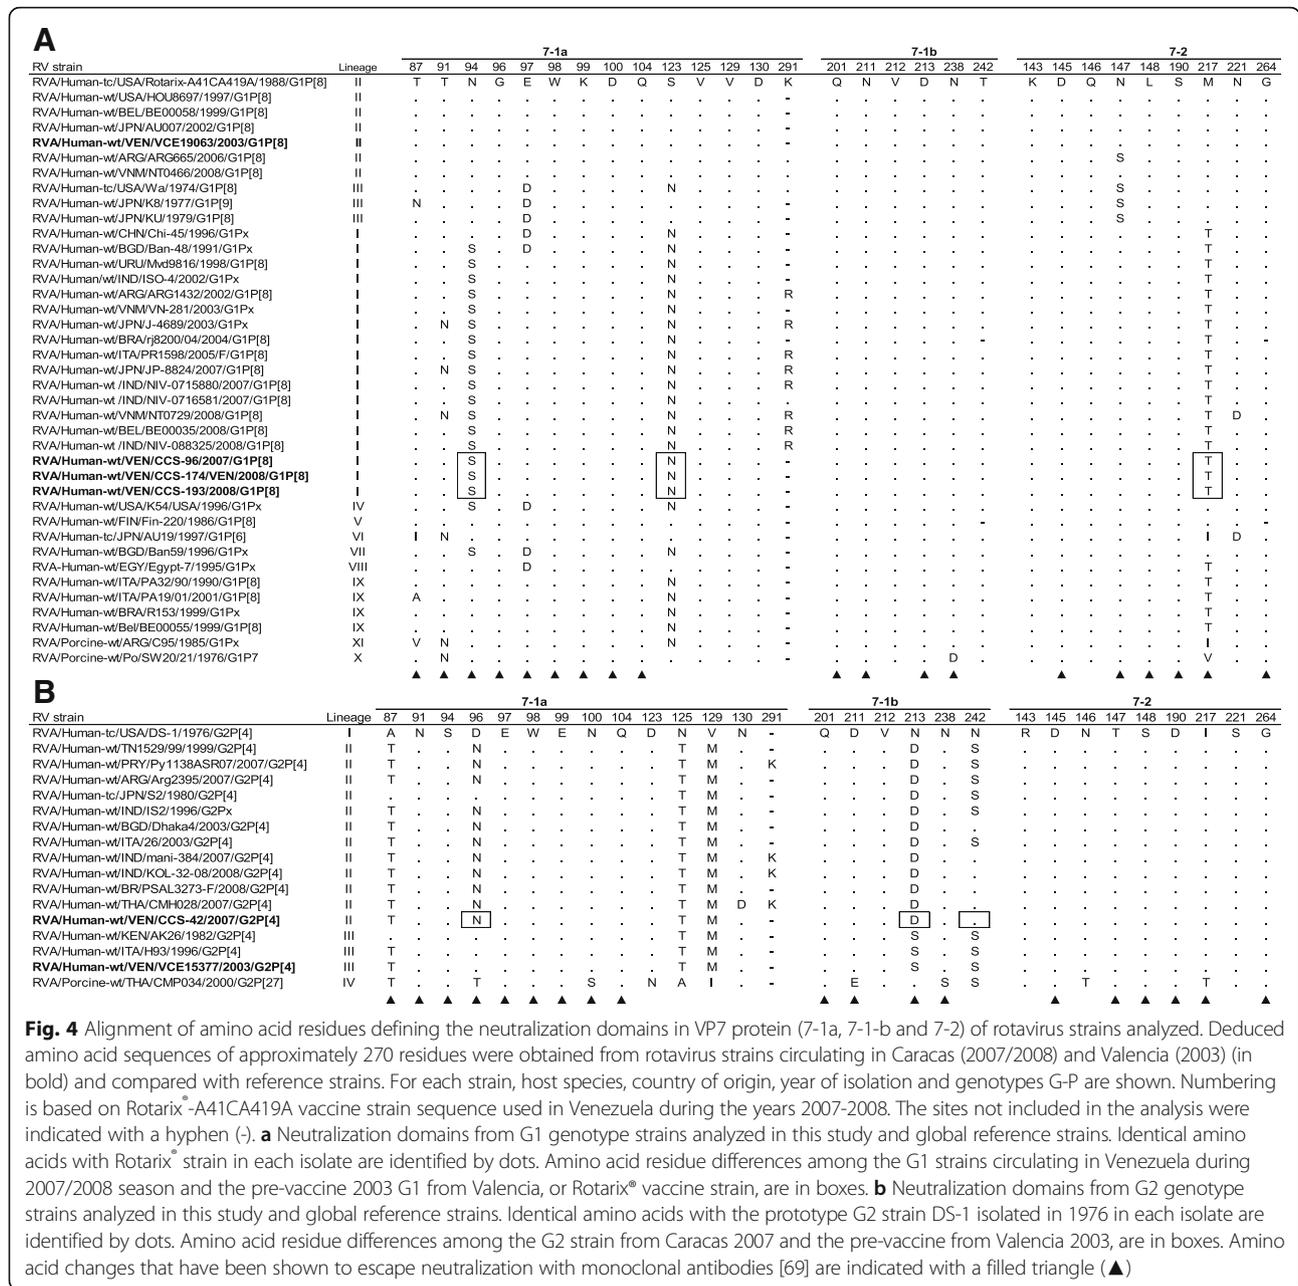 A
7-1a 7-1b 7-2
RV strain Lineage 87 91 94 96 97 98 99 100 104 123 125 129 130 291 201 211 212 213 238 242 143 145 146 147 148 190 217 221 264
RVA/Human-tc/USA/Rotarix-A41CA419A/1988/G1P[8] II T T N G E W K D Q S V V D K Q N V D N T K D Q N L S M N G
RVA/Human-wt/USA/HOU8697/1997/G1P[8] II . . . . . . . . . . . . . - . . . . . . . . . . . . . . .
RVA/Human-wt/BEL/BE00058/1999/G1P[8] II . . . . . . . . . . . . . - . . . . . . . . . . . . . . .
RVA/Human-wt/JPN/AU007/2002/G1P[8] II . . . . . . . . . . . . . - . . . . . . . . . . . . . . .
RVA/Human-wt/VEN/VCE19063/2003/G1P[8] II . . . . . . . . . . . . . - . . . . . . . . . . . . . . .
RVA/Human-wt/ARG/ARG665/2006/G1P[8] II . . . . . . . . . . . . . - . . . . . . . . . S . . . . .
RVA/Human-wt/VNM/NT0466/2008/G1P[8] II . . . . . . . . . . . . . - . . . . . . . . . . . . . . .
RVA/Human-tc/USA/Wa/1974/G1P[8] III . . . . D . . . . N . . . . . . . . . . . . . S . . . . .
RVA/Human-wt/JPN/K8/1977/G1P[9] III N . . . D . . . . . . . . - . . . . . . . . . S . . . . .
RVA/Human-wt/JPN/KU/1979/G1P[8] III . . . . D . . . . . . . . - . . . . . . . . . S . . . . .
RVA/Human-wt/CHN/Chi-45/1996/G1Px I . . . . D . . . . N . . . - . . . . . . . . . . . . T . .
RVA/Human-wt/BGD/Ban-48/1991/G1Px I . . S . D . . . . N . . . - . . . . . . . . . . . . T . .
RVA/Human-wt/URU/Mvd9816/1998/G1P[8] I . . S . . . . . . N . . . - . . . . . . . . . . . . T . .
RVA/Human/wt/IND/ISO-4/2002/G1Px I . . S . . . . . . N . . . - . . . . . . . . . . . . T . .
RVA/Human-wt/ARG/ARG1432/2002/G1P[8] I . . S . . . . . . N . . . R . . . . . . . . . . . . T . .
RVA/Human-wt/VNM/VN-281/2003/G1Px I . . S . . . . . . N . . . - . . . . . . . . . . . . T . .
RVA/Human-wt/JPN/J-4689/2003/G1Px I . N S . . . . . . N . . . R . . . . . . . . . . . . T . .
RVA/Human-wt/BRA/rj8200/04/2004/G1P[8] I . . S . . . . . . N . . . - . . . . . - . . . . . . T . -
RVA/Human-wt/ITA/PR1598/2005/F/G1P[8] I . . S . . . . . . N . . . R . . . . . . . . . . . . T . .
RVA/Human-wt/JPN/JP-8824/2007/G1P[8] I . N S . . . . . . N . . . R . . . . . . . . . . . . T . .
RVA/Human-wt /IND/NIV-0715880/2007/G1P[8] I . . S . . . . . . N . . . R . . . . . . . . . . . . T . .
RVA/Human-wt /IND/NIV-0716581/2007/G1P[8] I . . S . . . . . . N . . . . . . . . . . . . . . . . T . .
RVA/Human-wt/VNM/NT0729/2008/G1P[8] I . N S . . . . . . N . . . R . . . . . . . . . . . . T D .
RVA/Human-wt/BEL/BE00035/2008/G1P[8] I . . S . . . . . . N . . . R . . . . . . . . . . . . T . .
RVA/Human-wt /IND/NIV-088325/2008/G1P[8] I . . S . . . . . . N . . . R . . . . . . . . . . . . T . .
RVA/Human-wt/VEN/CCS-96/2007/G1P[8] I . . S . . . . . . N . . . - . . . . . . . . . . . . T . .
RVA/Human-wt/VEN/CCS-174/VEN/2008/G1P[8] I . . S . . . . . . N . . . - . . . . . . . . . . . . T . .
RVA/Human-wt/VEN/CCS-193/2008/G1P[8] I . . S . . . . . . N . . . - . . . . . . . . . . . . T . .
RVA/Human-wt/USA/K54/USA/1996/G1Px IV . . S . D . . . . N . . . - . . . . . . . . . . . . . . .
RVA/Human-wt/FIN/Fin-220/1986/G1P[8] V . . . . . . . . . . . . . - . . . . . - . . . . . . . . -
RVA/Human-tc/JPN/AU19/1997/G1P[6] VI I N . . . . . . . . . . . - . . . . . . . . . . . . I D .
RVA/Human-wt/BGD/Ban59/1996/G1Px VII . . S . D . . . . N . . . - . . . . . . . . . . . . . . .
RVA-Human-wt/EGY/Egypt-7/1995/G1Px VIII . . . . D . . . . . . . . - . . . . . . . . . . . . T . .
RVA/Human-wt/ITA/PA32/90/1990/G1P[8] IX . . . . . . . . . N . . . - . . . . . . . . . . . . T . .
RVA/Human-wt/ITA/PA19/01/2001/G1P[8] IX A . . . . . . . . N . . . - . . . . . . . . . . . . T . .
RVA/Human-wt/BRA/R153/1999/G1Px IX . . . . . . . . . N . . . - . . . . . . . . . . . . T . .
RVA/Human-wt/Bel/BE00055/1999/G1P[8] IX . . . . . . . . . N . . . - . . . . . . . . . . . . T . .
RVA/Porcine-wt/ARG/C95/1985/G1Px XI V N . . . . . . . N . . . - . . . . . . . . . . . . I . .
RVA/Porcine-wt/Po/SW20/21/1976/G1P7 X . N . . . . . . . . . . . - . . . . D . . . . . . . V . .
▲ ▲ ▲ ▲ ▲ ▲ ▲ ▲ ▲ ▲ ▲ ▲ ▲ ▲ ▲ ▲ ▲ ▲ ▲
B
7-1a 7-1b 7-2
RV strain Lineage 87 91 94 96 97 98 99 100 104 123 125 129 130 291 201 211 212 213 238 242 143 145 146 147 148 190 217 221 264
RVA/Human-tc/USA/DS-1/1976/G2P[4] I A N S D E W E N Q D N V N - Q D V N N N R D N T S D I S G
RVA/Human-wt/TN1529/99/1999/G2P[4] II T . . N . . . . . . T M . - . . . D . S . . . . . . . . .
RVA/Human-wt/PRY/Py1138ASR07/2007/G2P[4] II T . . N . . . . . . T M . K . . . D . S . . . . . . . . .
RVA/Human-wt/ARG/Arg2395/2007/G2P[4] II T . . N . . . . . . T M . - . . . D . S . . . . . . . . .
RVA/Human-tc/JPN/S2/1980/G2P[4] II . . . . . . . . . . . . . . . . . D . S . . . . . . . . .
RVA/Human-wt/IND/IS2/1996/G2Px II T . . N . . . . . . T M . - . . . D . S . . . . . . . . .
RVA/Human-wt/BGD/Dhaka4/2003/G2P[4] II T . . N . . . . . . T M . - . . . D . . . . . . . . . . .
RVA/Human-wt/ITA/26/2003/G2P[4] II T . . N . . . . . . T M . - . . . D . S . . . . . . . . .
RVA/Human-wt/IND/mani-384/2007/G2P[4] II T . . N . . . . . . T M . K . . . D . . . . . . . . . . .
RVA/Human-wt/IND/KOL-32-08/2008/G2P[4] II T . . N . . . . . . T M . K . . . D . . . . . . . . . . .
RVA/Human-wt/BR/PSAL3273-F/2008/G2P[4] II T . . N . . . . . . T M . - . . . D . . . . . . . . . . .
RVA/Human-wt/THA/CMH028/2007/G2P[4] II T . . N . . . . . . T M D K . . . D . . . . . . . . . . .
RVA/Human-wt/VEN/CCS-42/2007/G2P[4] II T . . N . . . . . . T M . - . . . D . . . . . . . . . . .
RVA/Human-wt/KEN/AK26/1982/G2P[4] III . . . . . . . . . . T M . - . . . S . S . . . . . . . . .
RVA/Human-wt/ITA/H93/1996/G2P[4] III T . . . . . . . . . T M . - . . . S . S . . . . . . . . .
RVA/Human-wt/VEN/VCE15377/2003/G2P[4] III T . . . . . . . . . T M . - . . . S . S . . . . . . . . .
RVA/Porcine-wt/THA/CMP034/2000/G2P[27] IV T . . T . . . S . N A I . - . E . . S S . . T . . . T . .
▲ ▲ ▲ ▲ ▲ ▲ ▲ ▲ ▲ ▲ ▲ ▲ ▲ ▲ ▲ ▲ ▲ ▲ ▲
Fig. 4 Alignment of amino acid residues defining the neutralization domains in VP7 protein (7-1a, 7-1-b and 7-2) of rotavirus strains analyzed. Deduced
amino acid sequences of approximately 270 residues were obtained from rotavirus strains circulating in Caracas (2007/2008) and Valencia (2003) (in
bold) and compared with reference strains. For each strain, host species, country of origin, year of isolation and genotypes G-P are shown. Numbering
is based on Rotarix®-A41CA419A vaccine strain sequence used in Venezuela during the years 2007-2008. The sites not included in the analysis were
indicated with a hyphen (-). a Neutralization domains from G1 genotype strains analyzed in this study and global reference strains. Identical amino
acids with Rotarix® strain in each isolate are identified by dots. Amino acid residue differences among the G1 strains circulating in Venezuela during
2007/2008 season and the pre-vaccine 2003 G1 from Valencia, or Rotarix® vaccine strain, are in boxes. b Neutralization domains from G2 genotype
strains analyzed in this study and global reference strains. Identical amino acids with the prototype G2 strain DS-1 isolated in 1976 in each isolate are
identified by dots. Amino acid residue differences among the G2 strain from Caracas 2007 and the pre-vaccine from Valencia 2003, are in boxes. Amino
acid changes that have been shown to escape neutralization with monoclonal antibodies [69] are indicated with a filled triangle (▲)